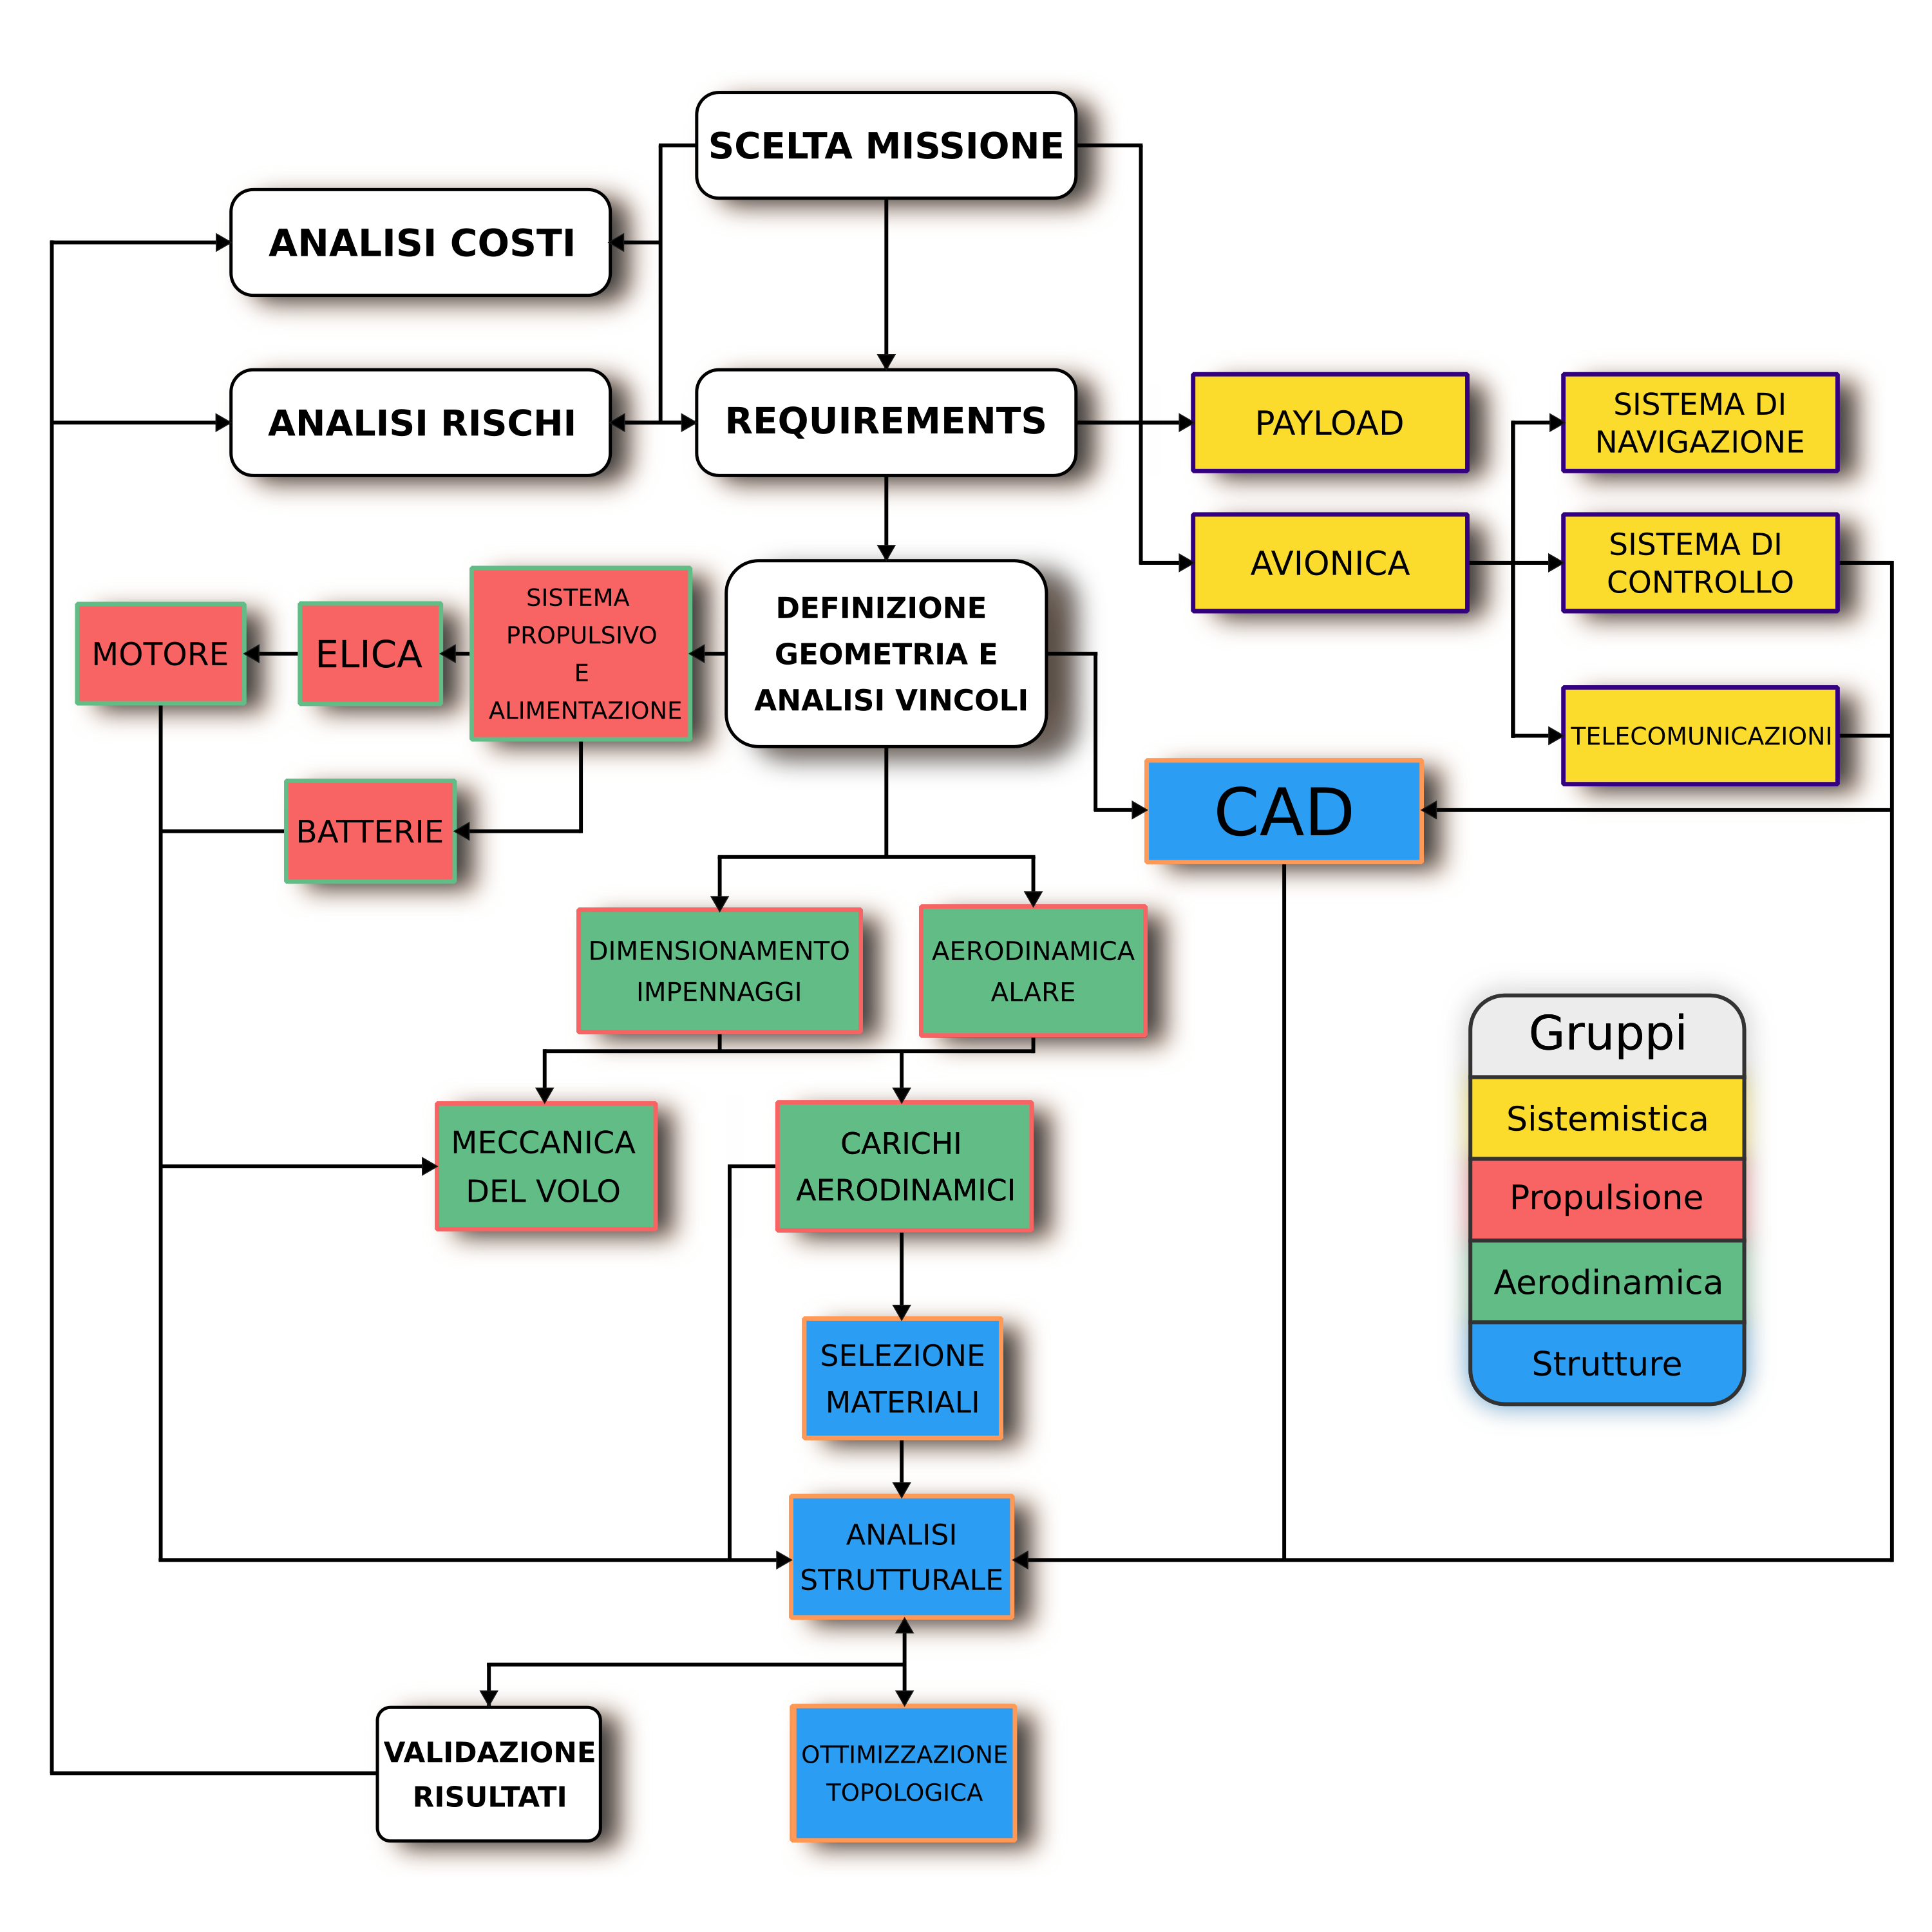 SCELTA MISSIONE
ANALISI COSTI
ANALISI RISCHI
REQUIREMENTS
PAYLOAD
SISTEMA DI
NAVIGAZIONE
AVIONICA
SISTEMA DI
CONTROLLO
TELECOMUNICAZIONI
DEFINIZIONE
GEOMETRIA E
ANALISI VINCOLI
SISTEMA
PROPULSIVO
E
ALIMENTAZIONE
ELICA
MOTORE
BATTERIE
CAD
DIMENSIONAMENTO
IMPENNAGGI
AERODINAMICA
ALARE
MECCANICA
DEL VOLO
CARICHI
AERODINAMICI
SELEZIONE
MATERIALI
ANALISI
STRUTTURALE
VALIDAZIONE
RISULTATI
OTTIMIZZAZIONE
TOPOLOGICA
Gruppi
Sistemistica
Propulsione
Aerodinamica
Strutture